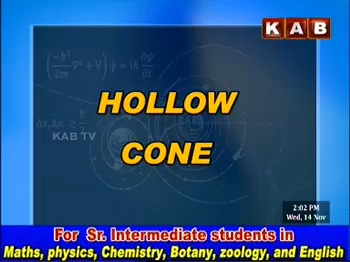 KAB
HOLLOW
CONE
KAB TV
2:02 PM
Wed, 14 Nov
For Sr. Intermediate students in
Maths, physics, Chemistry, Botany, zoology, and English